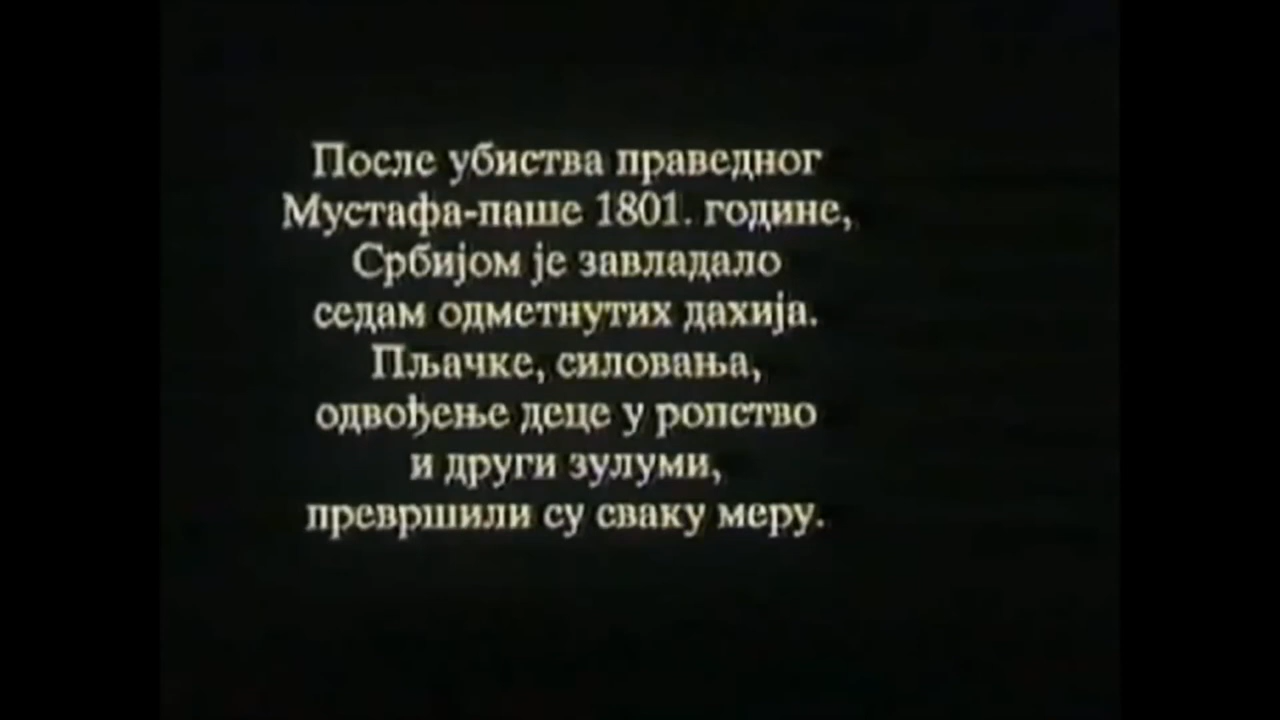 После убиства праведног
Мустафа-паше 1801. године,
Србијом је завладало
седам одметнутих дахија.
Пљачке, силовања,
одвођење деце у ропство
и други зулуми,
превршили су сваку меру.